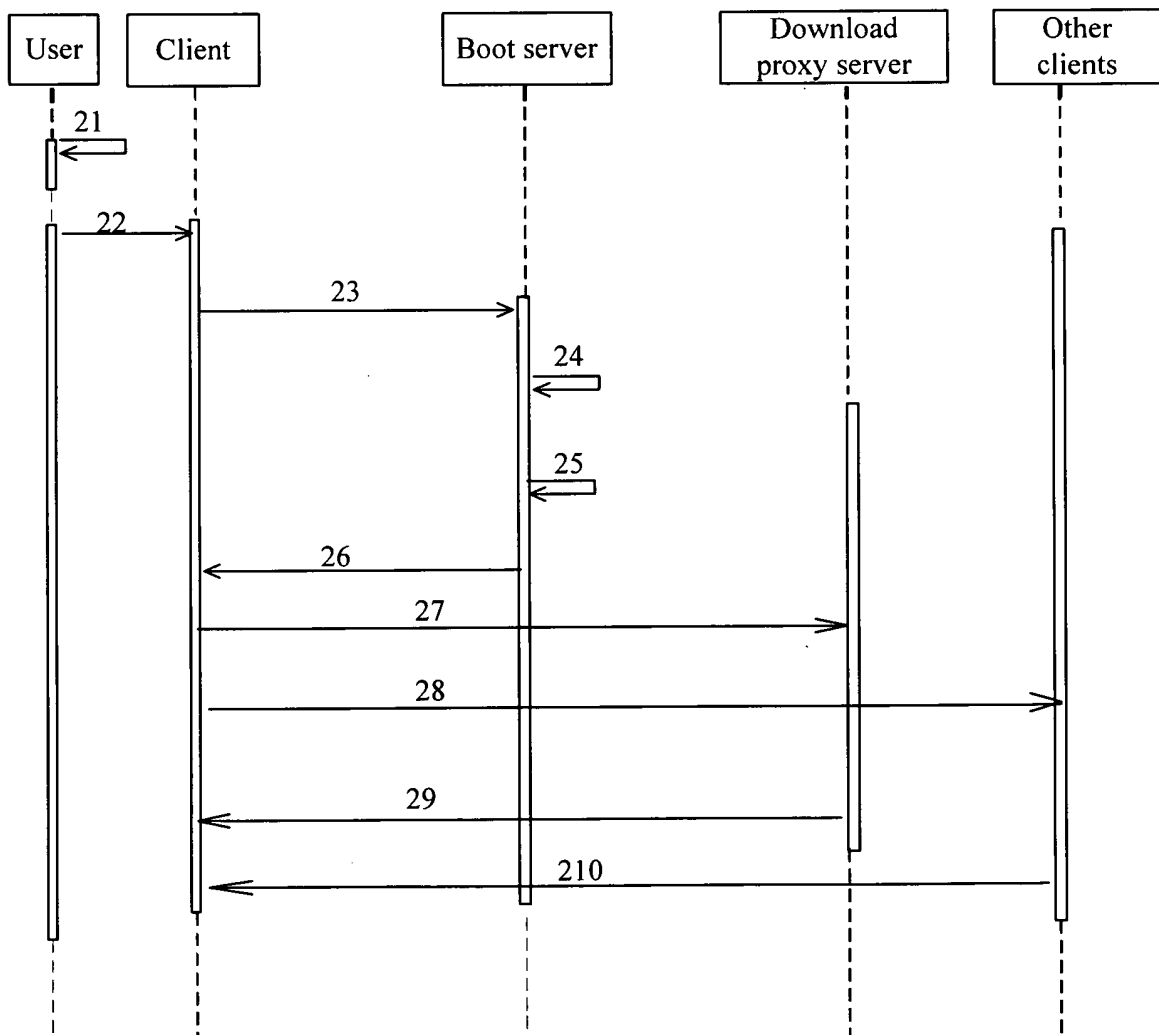 User
Client
Boot server
Download
proxy server
Other
clients
21
22
23
24
25
26
27
28
29
210